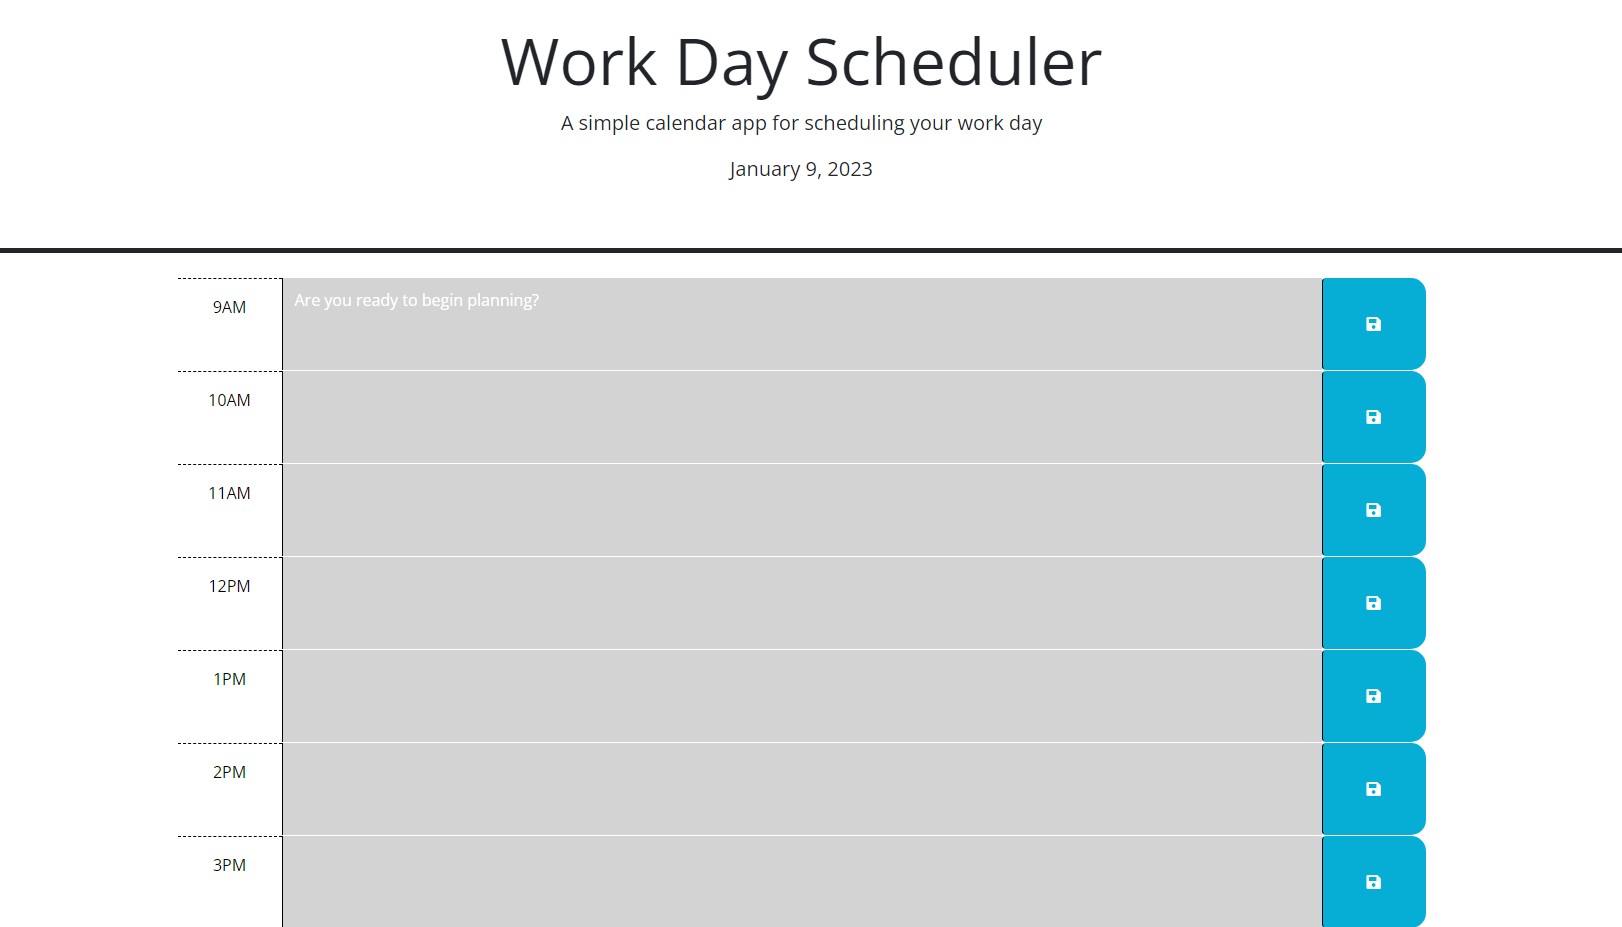 Work Day Scheduler
A simple calendar app for scheduling your work day
January 9, 2023
9AM
Are you ready to begin planning?
10AM
11AM
12PM
1PM
2PM
3PM